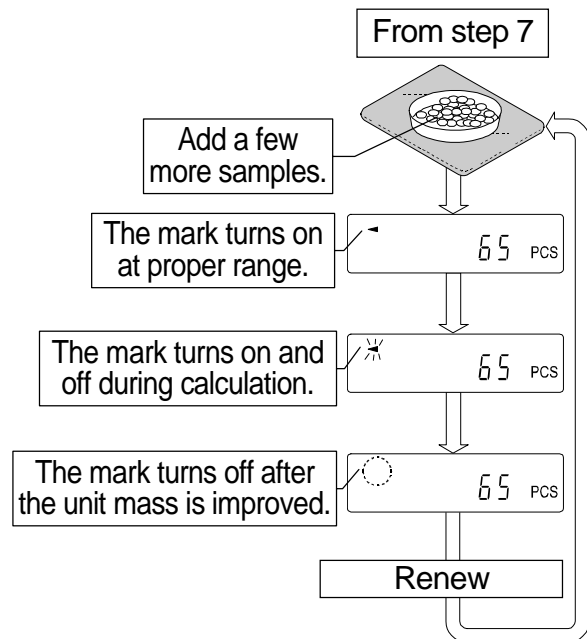 From step 7
Add a few
more samples.
The mark turns on
at proper range.
65 PCS
The mark turns on and
off during calculation.
65 PCS
The mark turns off after
the unit mass is improved.
65 PCS
Renew